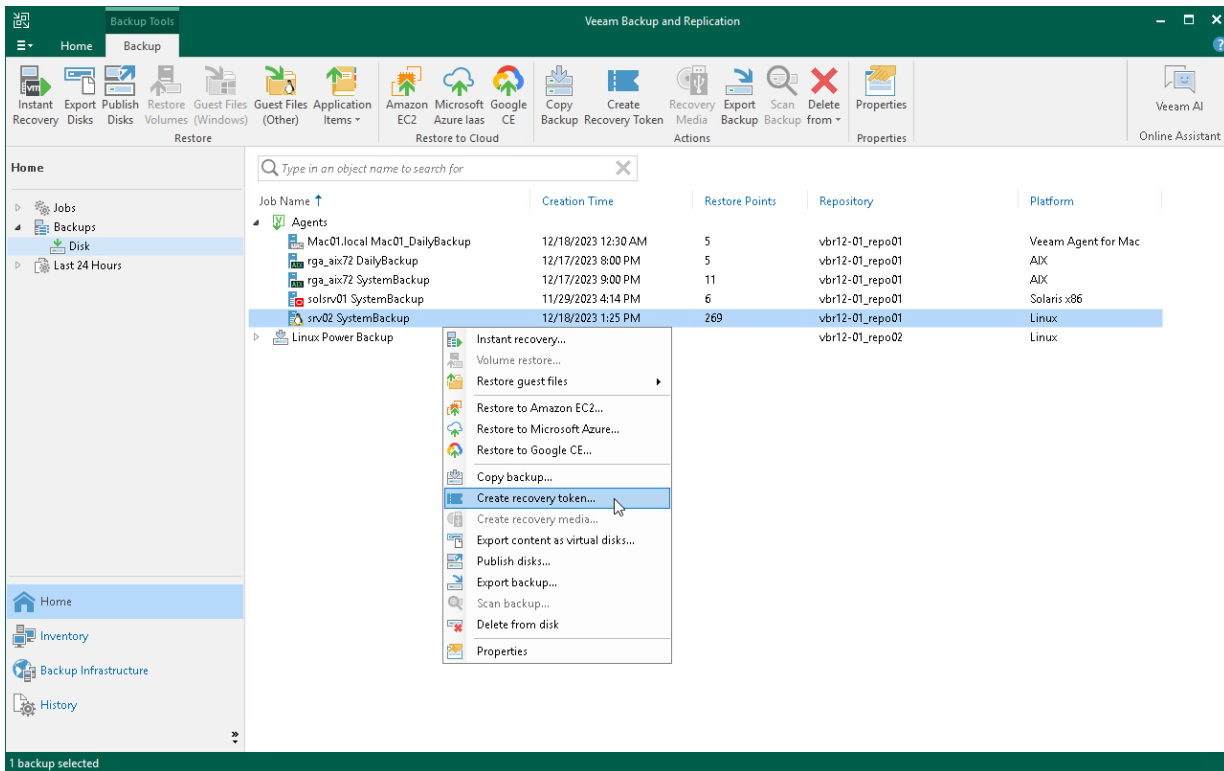 Backup Tools
Veeam Backup and Replication
Home
Backup
?
Instant Recovery
Export Disks
Publish Disks
Restore Volumes
Guest Files (Windows)
Guest Files (Other)
Application Items
Amazon EC2
Microsoft Azure Iaas
Google CE
Copy Backup
Create Recovery Token
Recovery Media
Export Backup
Scan Backup
Delete from
Properties
Veeam AI
Restore
Restore to Cloud
Actions
Properties
Online Assistant
Home
Type in an object name to search for
Jobs
Backups
Disk
Last 24 Hours
Job Name Creation Time Restore Points Repository Platform
Agents
Mac01.local Mac01_DailyBackup 12/18/2023 12:30 AM 5 vbr12-01_repo01 Veeam Agent for Mac
rga_aix72 DailyBackup 12/17/2023 8:00 PM 5 vbr12-01_repo01 AIX
rga_aix72 SystemBackup 12/17/2023 9:00 PM 11 vbr12-01_repo01 AIX
solsrv01 SystemBackup 11/29/2023 4:14 PM 6 vbr12-01_repo01 Solaris x86
srv02 SystemBackup 12/18/2023 1:25 PM 269 vbr12-01_repo01 Linux
Linux Power Backup vbr12-01_repo02 Linux
Instant recovery...
Volume restore...
Restore guest files
Restore to Amazon EC2...
Restore to Microsoft Azure...
Restore to Google CE...
Copy backup...
Create recovery token...
Create recovery media...
Export content as virtual disks...
Publish disks...
Export backup...
Scan backup...
Delete from disk
Properties
Home
Inventory
Backup Infrastructure
History
1 backup selected